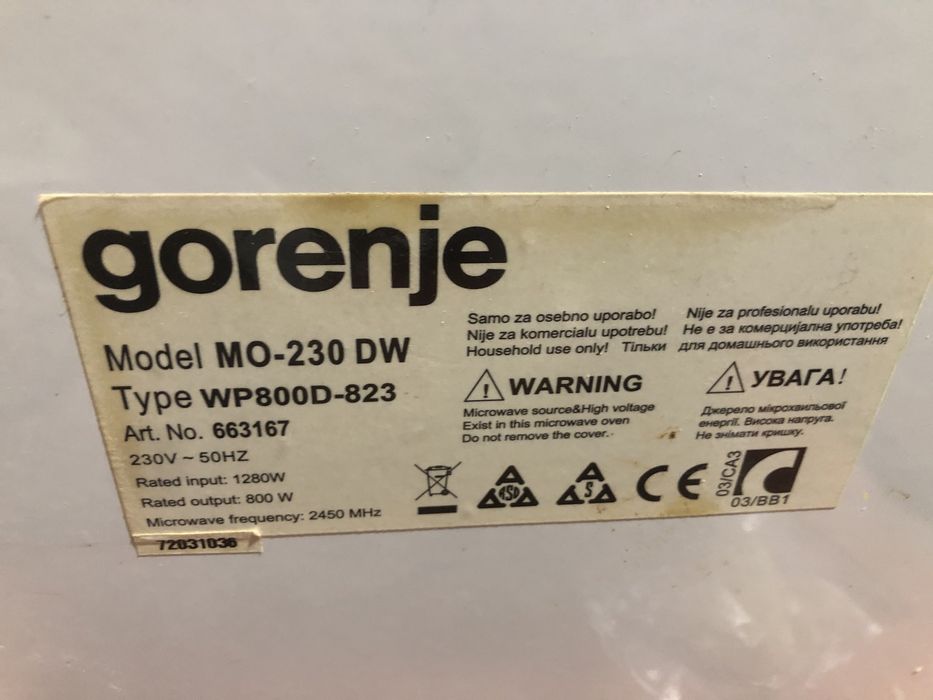 gorenje
Model MO-230 DW
Type WP800D-823
Art. No. 663167
230V ~ 50HZ
Rated input: 1280W
Rated output: 800 W
Microwave frequency: 2450 MHz
72031036
Samo za osebno uporabo! Nije za profesionalu uporabu!
Nije za komercialu upotrebu! Не е за комерцијална употреба!
Household use only! Тільки для домашнього використання
WARNING
Microwave source&High voltage
Exist in this microwave oven
Do not remove the cover.
УВАГА!
Джерело мікрохвильової
енергії. Висока напруга.
Не знімати кришку.
ASD
S
CE
03/CA3
03/BB1